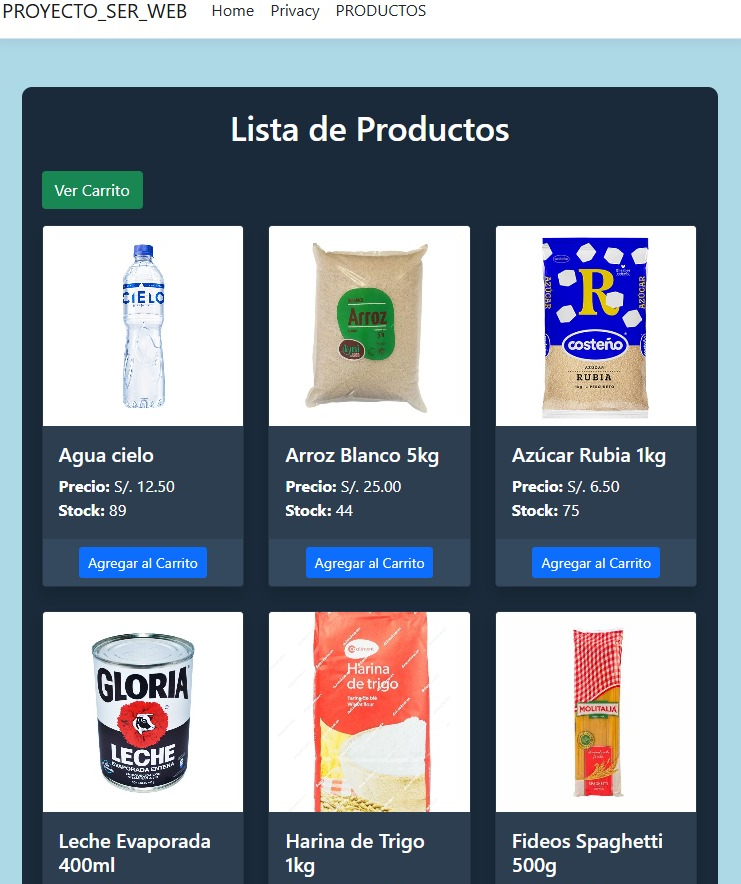 PROYECTO_SER_WEB Home Privacy PRODUCTOS
Lista de Productos
Ver Carrito
CIELO
Arroz
AZÚCAR
R
AZÚCAR
costeño
AZÚCAR
RUBIA
Agua cielo
Precio: S/. 12.50
Stock: 89
Agregar al Carrito
Arroz Blanco 5kg
Precio: S/. 25.00
Stock: 44
Agregar al Carrito
Azúcar Rubia 1kg
Precio: S/. 6.50
Stock: 75
Agregar al Carrito
GLORIA
LECHE
EVAPORADA ENTERA
Harina
de trigo
MOLITALIA
SPAGHETTI
Leche Evaporada
400ml
Harina de Trigo
1kg
Fideos Spaghetti
500g